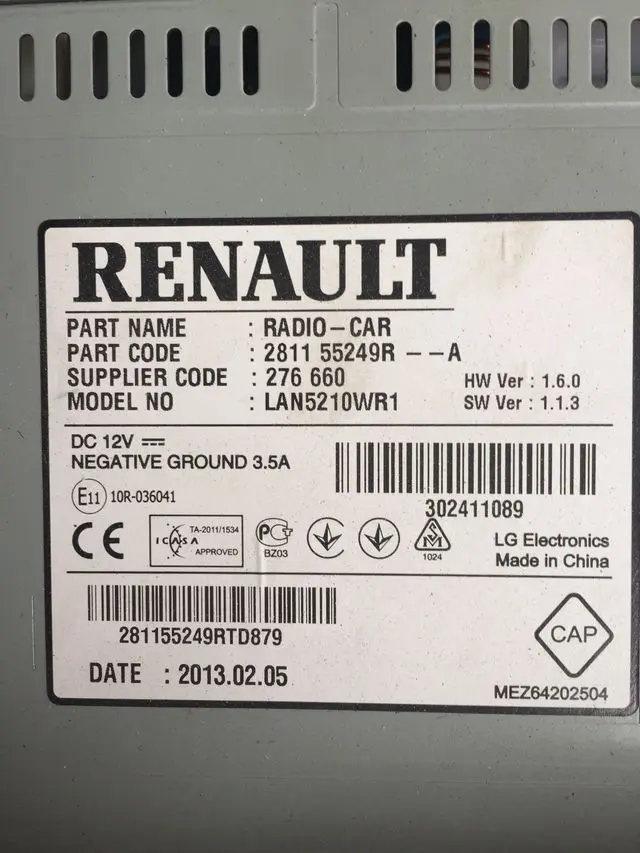 RENAULT
PART NAME : RADIO-CAR
PART CODE : 2811 55249R --A
SUPPLIER CODE : 276 660
HW Ver : 1.6.0
MODEL NO : LAN5210WR1
SW Ver : 1.1.3
DC 12V
NEGATIVE GROUND 3.5A
E11 10R-036041
302411089
CE
ICASA
TA-2011/1534
APPROVED
PCT
BZ03
1024
LG Electronics
Made in China
281155249RTD879
CAP
DATE : 2013.02.05
MEZ64202504